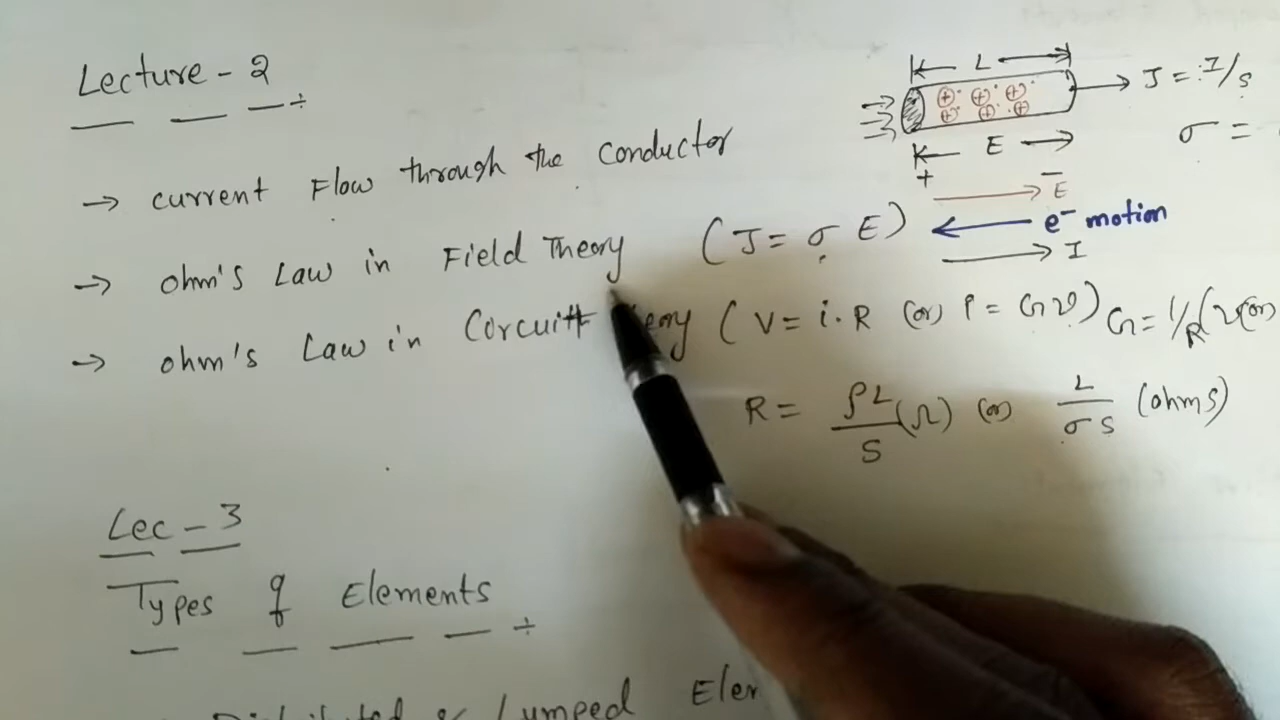 Lecture - 2
L
J = I/s
σ =
E
+ -
→ current Flow through the conductor
E
e⁻ motion
I
→ ohm's Law in Field Theory (J = σ E)
→ ohm's Law in Circuit (V = i.R (or) i = Gv) G = 1/R (v(or)
R = ρL/S (Ω) (or) L/σS (ohms)
Lec - 3
Types of Elements
& Lumped